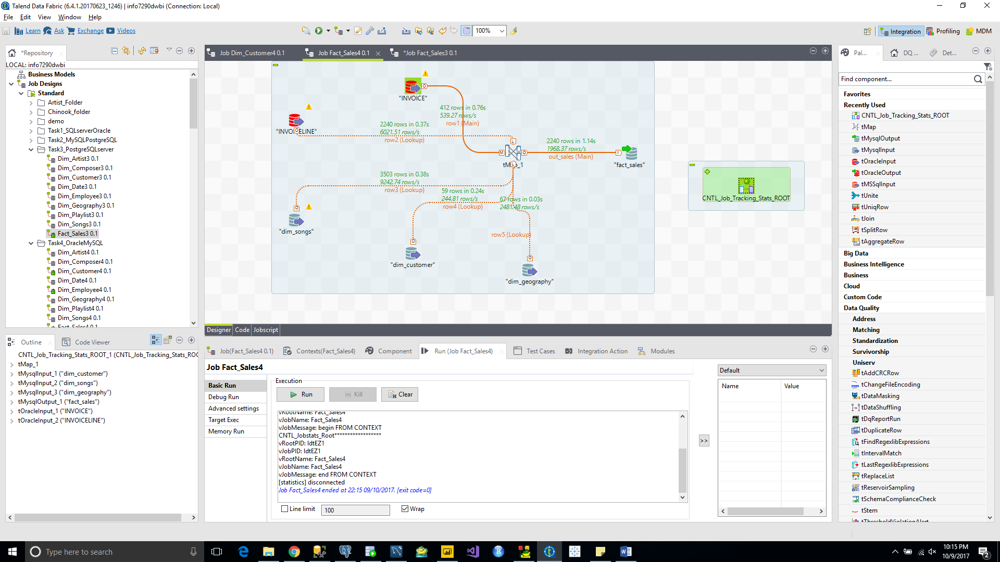 Talend Data Fabric (6.4.1.20170623_1246) | info7290dwbi (Connection: Local)
File Edit View Window Help
Learn Ask Exchange Videos
100%
Integration Profiling MDM
*Repository
LOCAL: info7290dwbi
Business Models
Job Designs
Standard
Artist_Folder
Chinook_folder
demo
Task1_SQLserverOracle
Task2_MySQLPostgreSQL
Task3_PostgreSQLserver
Dim_Artist3 0.1
Dim_Composer3 0.1
Dim_Customer3 0.1
Dim_Date3 0.1
Dim_Employee3 0.1
Dim_Geography3 0.1
Dim_Playlist3 0.1
Dim_Songs3 0.1
Fact_Sales3 0.1
Task4_OracleMySQL
Dim_Artist4 0.1
Dim_Composer4 0.1
Dim_Customer4 0.1
Dim_Date4 0.1
Dim_Employee4 0.1
Dim_Geography4 0.1
Dim_Playlist4 0.1
Dim_Songs4 0.1
Fact_Sales4 0.1
Outline Code Viewer
CNTL_Job_Tracking_Stats_ROOT_1 (CNTL_Job_Tracking_Stats_ROO
tMap_1
tMysqlInput_1 ("dim_customer")
tMysqlInput_2 ("dim_songs")
tMysqlInput_3 ("dim_geography")
tMysqlOutput_1 ("fact_sales")
tOracleInput_1 ("INVOICE")
tOracleInput_2 ("INVOICELINE")
Job Dim_Customer4 0.1
Job Fact_Sales4 0.1
*Job Fact_Sales3 0.1
"INVOICE"
412 rows in 0.76s
539.27 rows/s
row1 (Main)
"INVOICELINE"
2240 rows in 0.37s
6021.51 rows/s
row2 (Lookup)
tMap_1
2240 rows in 1.14s
1968.37 rows/s
out_sales (Main)
"fact_sales"
3503 rows in 0.38s
9242.74 rows/s
row3 (Lookup)
59 rows in 0.24s
244.81 rows/s
row4 (Lookup)
67 rows in 0.03s
2481.48 rows/s
row5 (Lookup)
"dim_songs"
"dim_customer"
"dim_geography"
CNTL_Job_Tracking_Stats_ROOT
Designer Code Jobscript
Job(Fact_Sales4 0.1) Contexts(Fact_Sales4) Component Run (Job Fact_Sales4) Test Cases Integration Action Modules
Job Fact_Sales4
Basic Run
Debug Run
Advanced settings
Target Exec
Memory Run
Execution
Run Kill Clear
vRootName: Fact_Sales4
vJobName: Fact_Sales4
vJobMessage: begin FROM CONTEXT
CNTL_Jobstats_Root******************
vRootPID: IdtEZ1
vJobPID: IdtEZ1
vRootName: Fact_Sales4
vJobName: Fact_Sales4
vJobMessage: end FROM CONTEXT
[statistics] disconnected
Job Fact_Sales4 ended at 22:15 09/10/2017. [exit code=0]
Line limit 100 Wrap
>>
Default
Name Value
Pal... DQ ... Det...
Find component...
Favorites
Recently Used
CNTL_Job_Tracking_Stats_ROOT
tMap
tMysqlOutput
tMysqlInput
tOracleInput
tOracleOutput
tMSSqlInput
tUnite
tUniqRow
tJoin
tSplitRow
tAggregateRow
Big Data
Business Intelligence
Business
Cloud
Custom Code
Data Quality
Address
Matching
Standardization
Survivorship
Uniserv
tAddCRCRow
tChangeFileEncoding
tDataMasking
tDataShuffling
tDqReportRun
tDuplicateRow
tFindRegexlibExpressions
tIntervalMatch
tLastRegexlibExpressions
tReplaceList
tReservoirSampling
tSchemaComplianceCheck
tStem
tThresholdViolationAlert
Type here to search
10:15 PM
10/9/2017
2